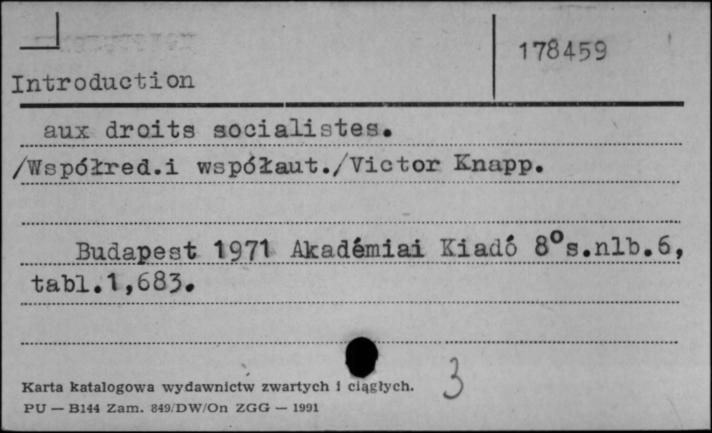 178459
Introduction
aux droits socialistes.
/Współred.i współaut./Victor Knapp.
Budapest 1971 Akadémiai Kiadó 8°s.nlb.6,
tabl.1,683.
3
Karta katalogowa wydawnictw zwartych i ciągłych.
PU — B144 Zam. 849/DW/On ZGG — 1991